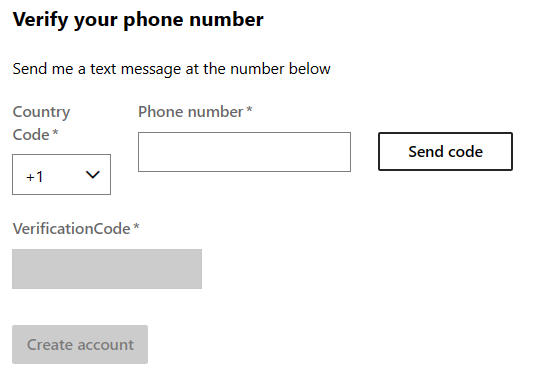 Verify your phone number
Send me a text message at the number below
Country
Code *
Phone number *
+1
Send code
VerificationCode *
Create account